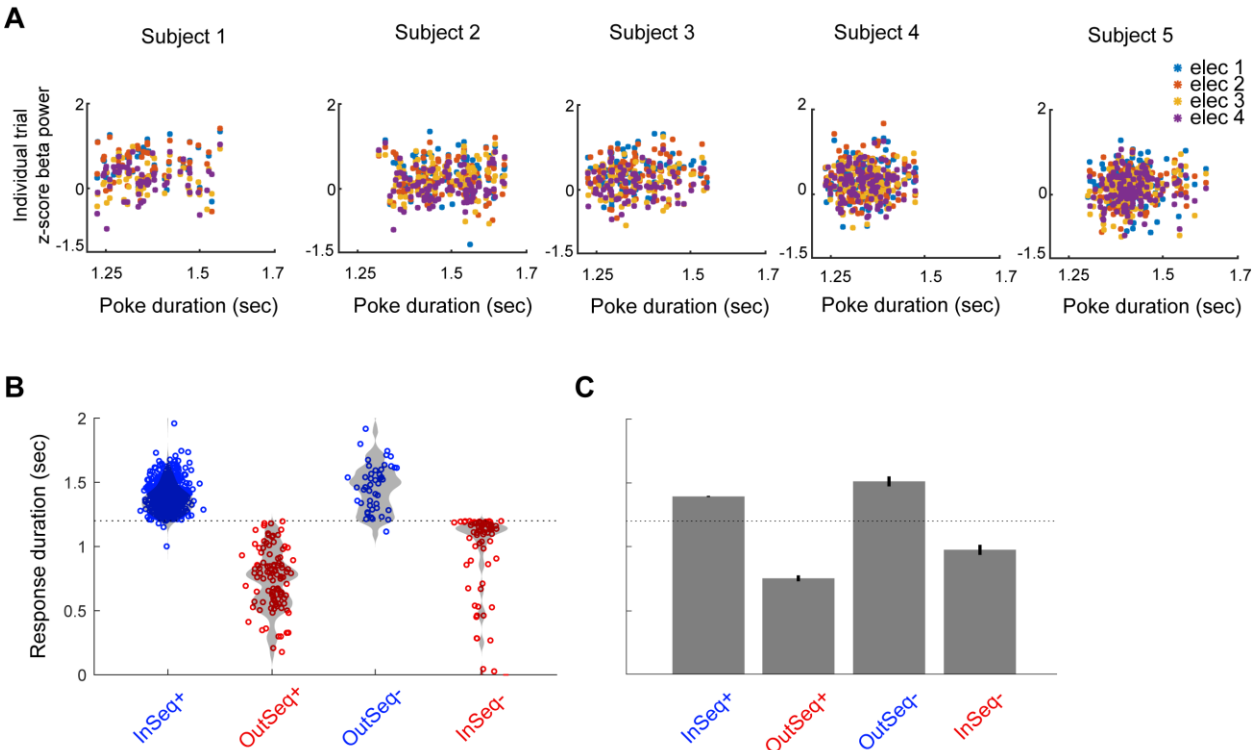 A
Subject 1
Subject 2
Subject 3
Subject 4
Subject 5
elec 1
elec 2
elec 3
elec 4
Individual trial
z-score beta power
2
0
-1.5
1.25
1.5
1.7
Poke duration (sec)
2
0
-1.5
1.25
1.5
1.7
Poke duration (sec)
2
0
-1.5
1.25
1.5
1.7
Poke duration (sec)
2
0
-1.5
1.25
1.5
1.7
Poke duration (sec)
2
0
-1.5
1.25
1.5
1.7
Poke duration (sec)
B
Response duration (sec)
2
1.5
1
0.5
0
InSeq+
OutSeq+
OutSeq-
InSeq-
C
InSeq+
OutSeq+
OutSeq-
InSeq-